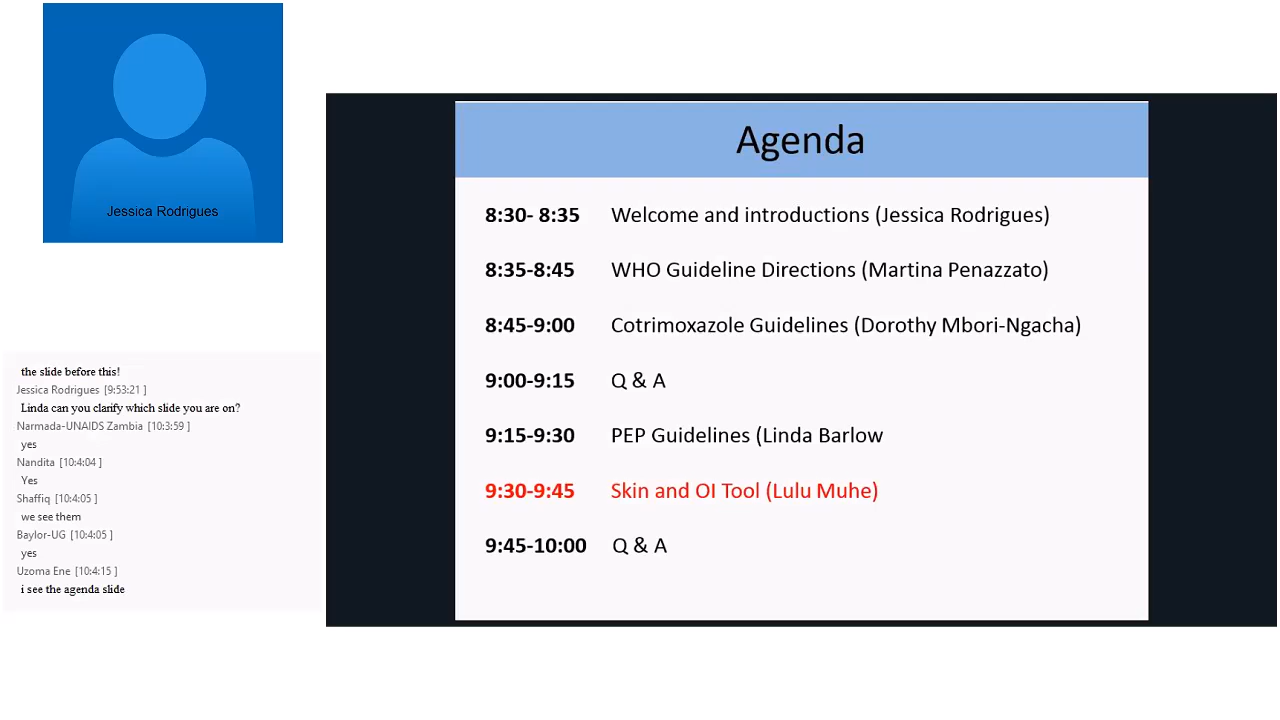 Jessica Rodrigues
the slide before this!
Jessica Rodrigues [9:53:21 ]
Linda can you clarify which slide you are on?
Narmada-UNAIDS Zambia [10:3:59 ]
yes
Nandita [10:4:04 ]
Yes
Shaffiq [10:4:05 ]
we see them
Baylor-UG [10:4:05 ]
yes
Uzoma Ene [10:4:15 ]
i see the agenda slide
Agenda
8:30- 8:35 Welcome and introductions (Jessica Rodrigues)
8:35-8:45 WHO Guideline Directions (Martina Penazzato)
8:45-9:00 Cotrimoxazole Guidelines (Dorothy Mbori-Ngacha)
9:00-9:15 Q & A
9:15-9:30 PEP Guidelines (Linda Barlow
9:30-9:45 Skin and OI Tool (Lulu Muhe)
9:45-10:00 Q & A